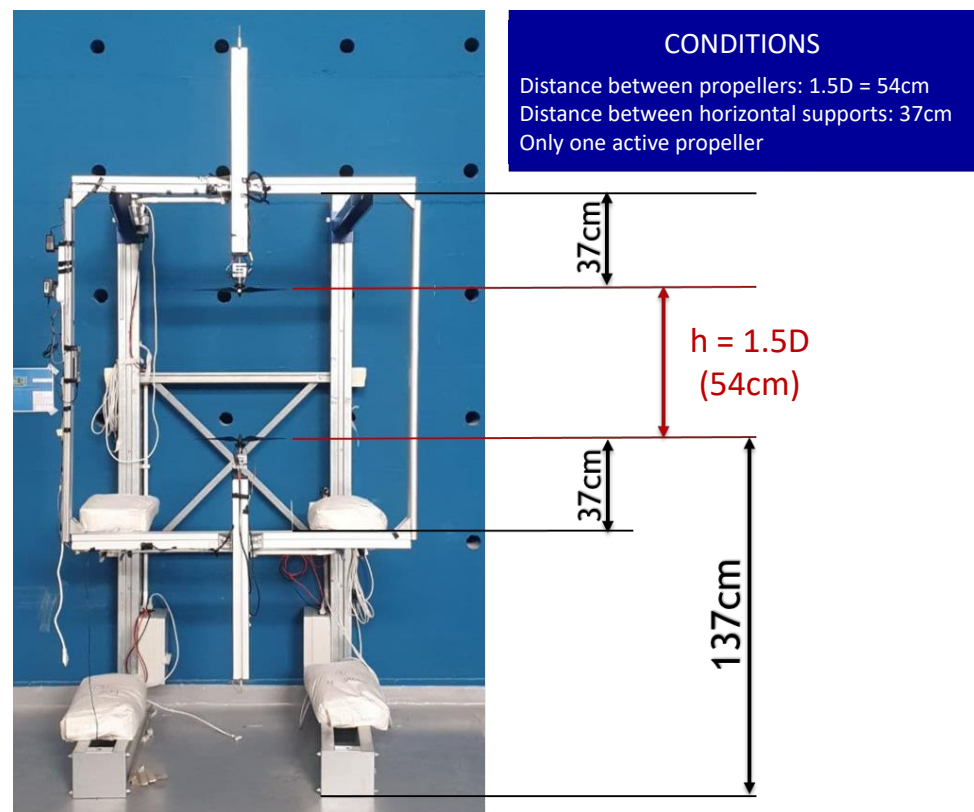 CONDITIONS
Distance between propellers: 1.5D = 54cm
Distance between horizontal supports: 37cm
Only one active propeller
37cm
h = 1.5D
(54cm)
37cm
137cm